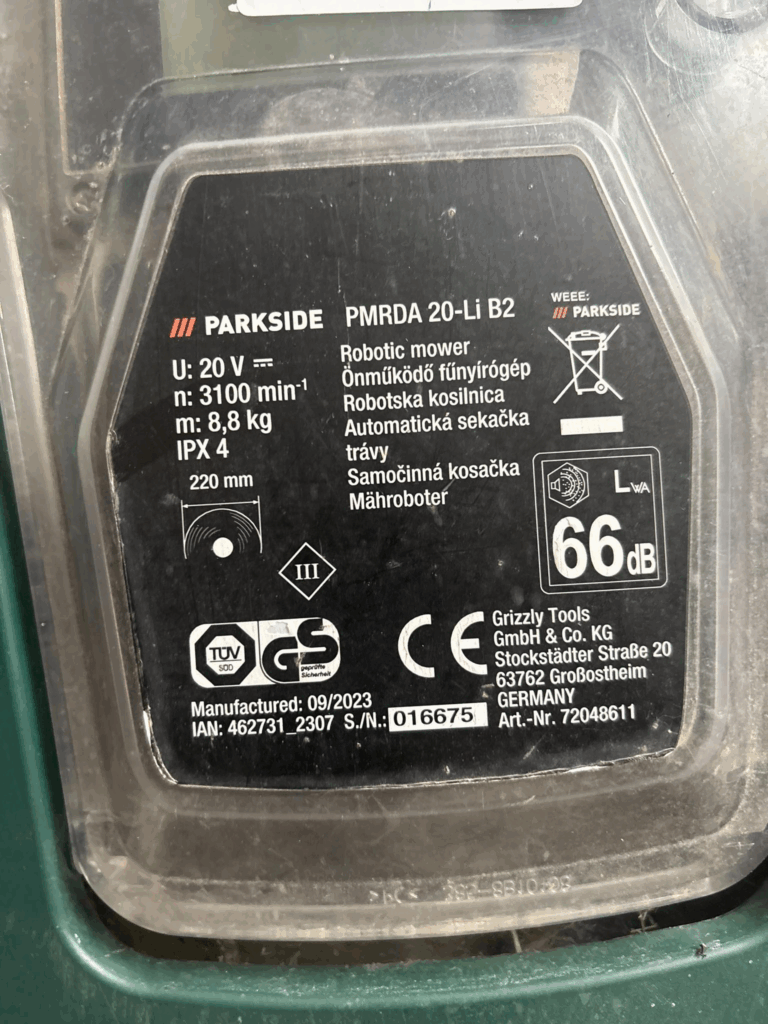 PARKSIDE
PMRDA 20-Li B2
U: 20 V
n: 3100 min-1
m: 8,8 kg
IPX 4
220 mm
Robotic mower
Önműködő fűnyírógép
Robotska kosilnica
Automatická sekačka
trávy
Samočinná kosačka
Mähroboter
WEEE:
PARKSIDE
LWA
66dB
III
TÜV
SÜD
GS
geprüfte
Sicherheit
CE
Grizzly Tools
GmbH & Co. KG
Stockstädter Straße 20
63762 Großostheim
GERMANY
Art.-Nr. 72048611
Manufactured: 09/2023
IAN: 462731_2307 S./N.: 016675
>PC<